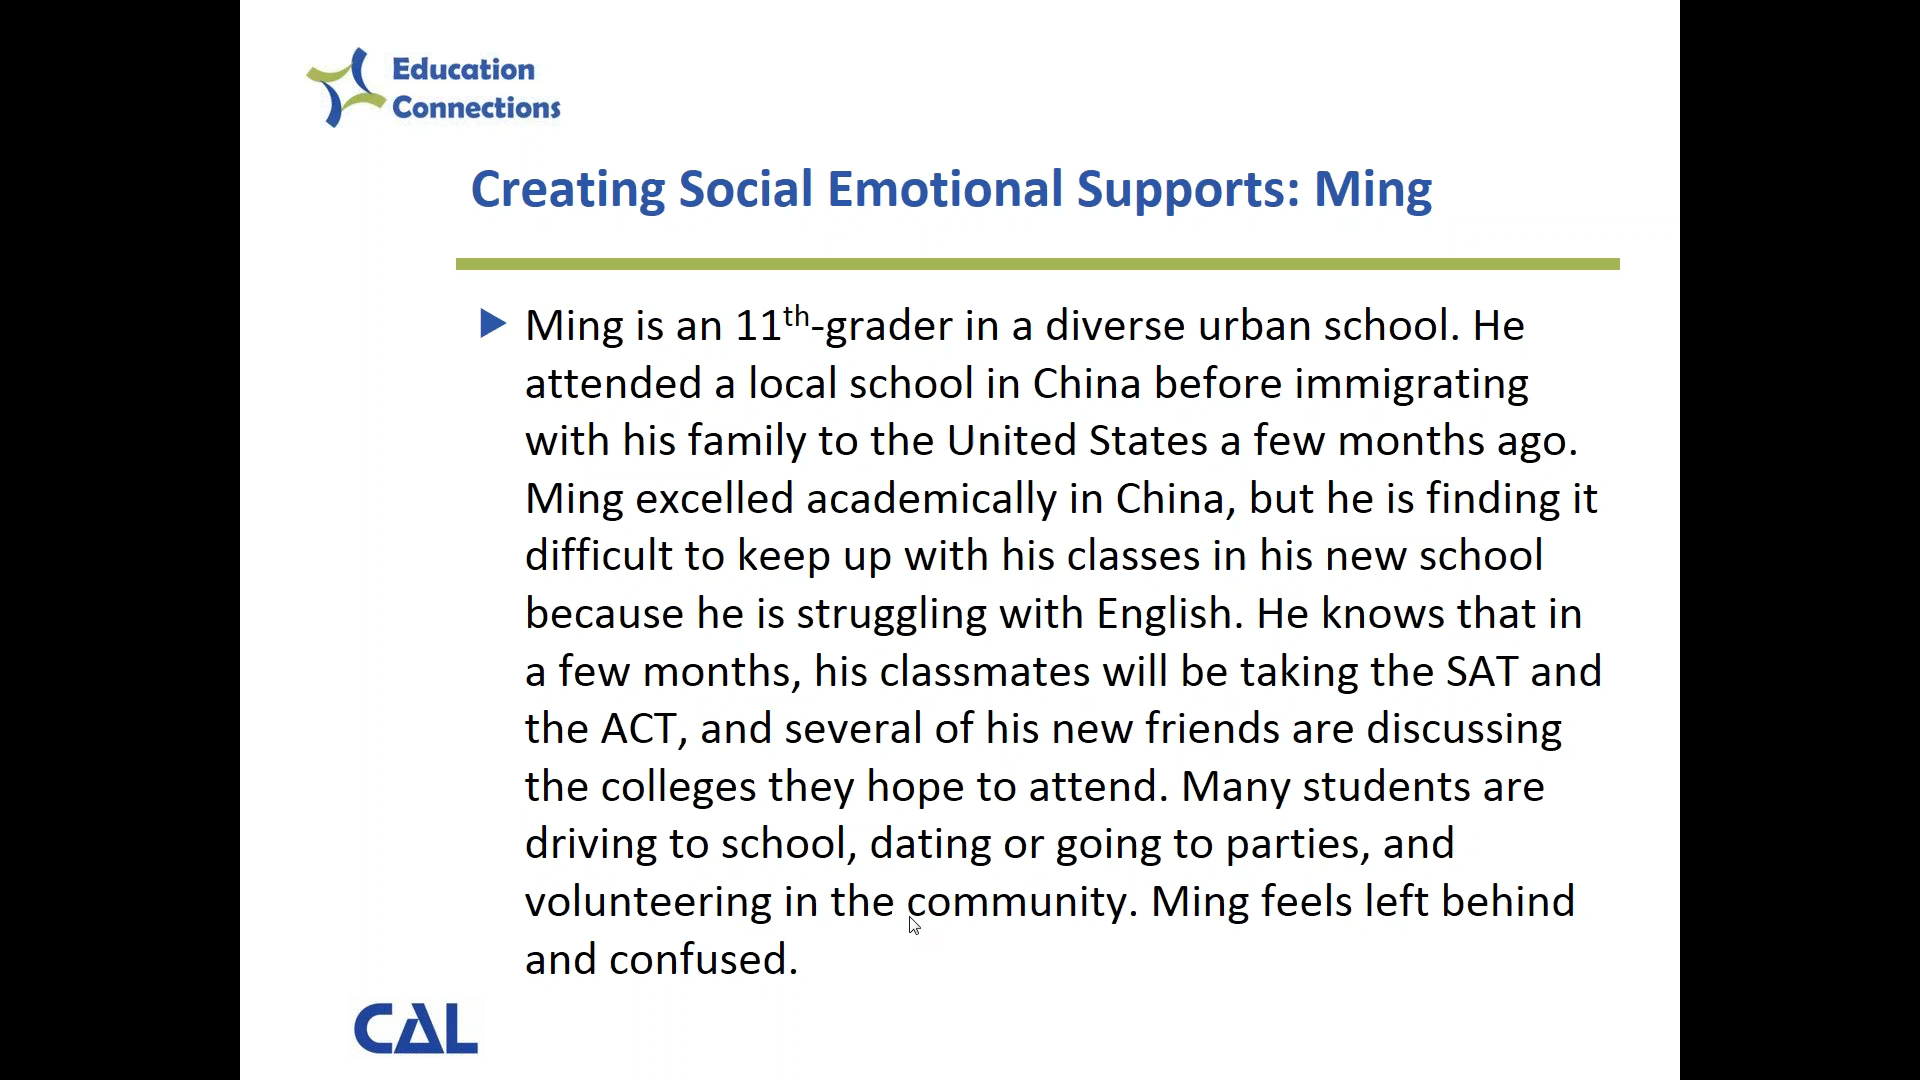 Education
Connections
Creating Social Emotional Supports: Ming
Ming is an 11th-grader in a diverse urban school. He
attended a local school in China before immigrating
with his family to the United States a few months ago.
Ming excelled academically in China, but he is finding it
difficult to keep up with his classes in his new school
because he is struggling with English. He knows that in
a few months, his classmates will be taking the SAT and
the ACT, and several of his new friends are discussing
the colleges they hope to attend. Many students are
driving to school, dating or going to parties, and
volunteering in the community. Ming feels left behind
and confused.
CAL